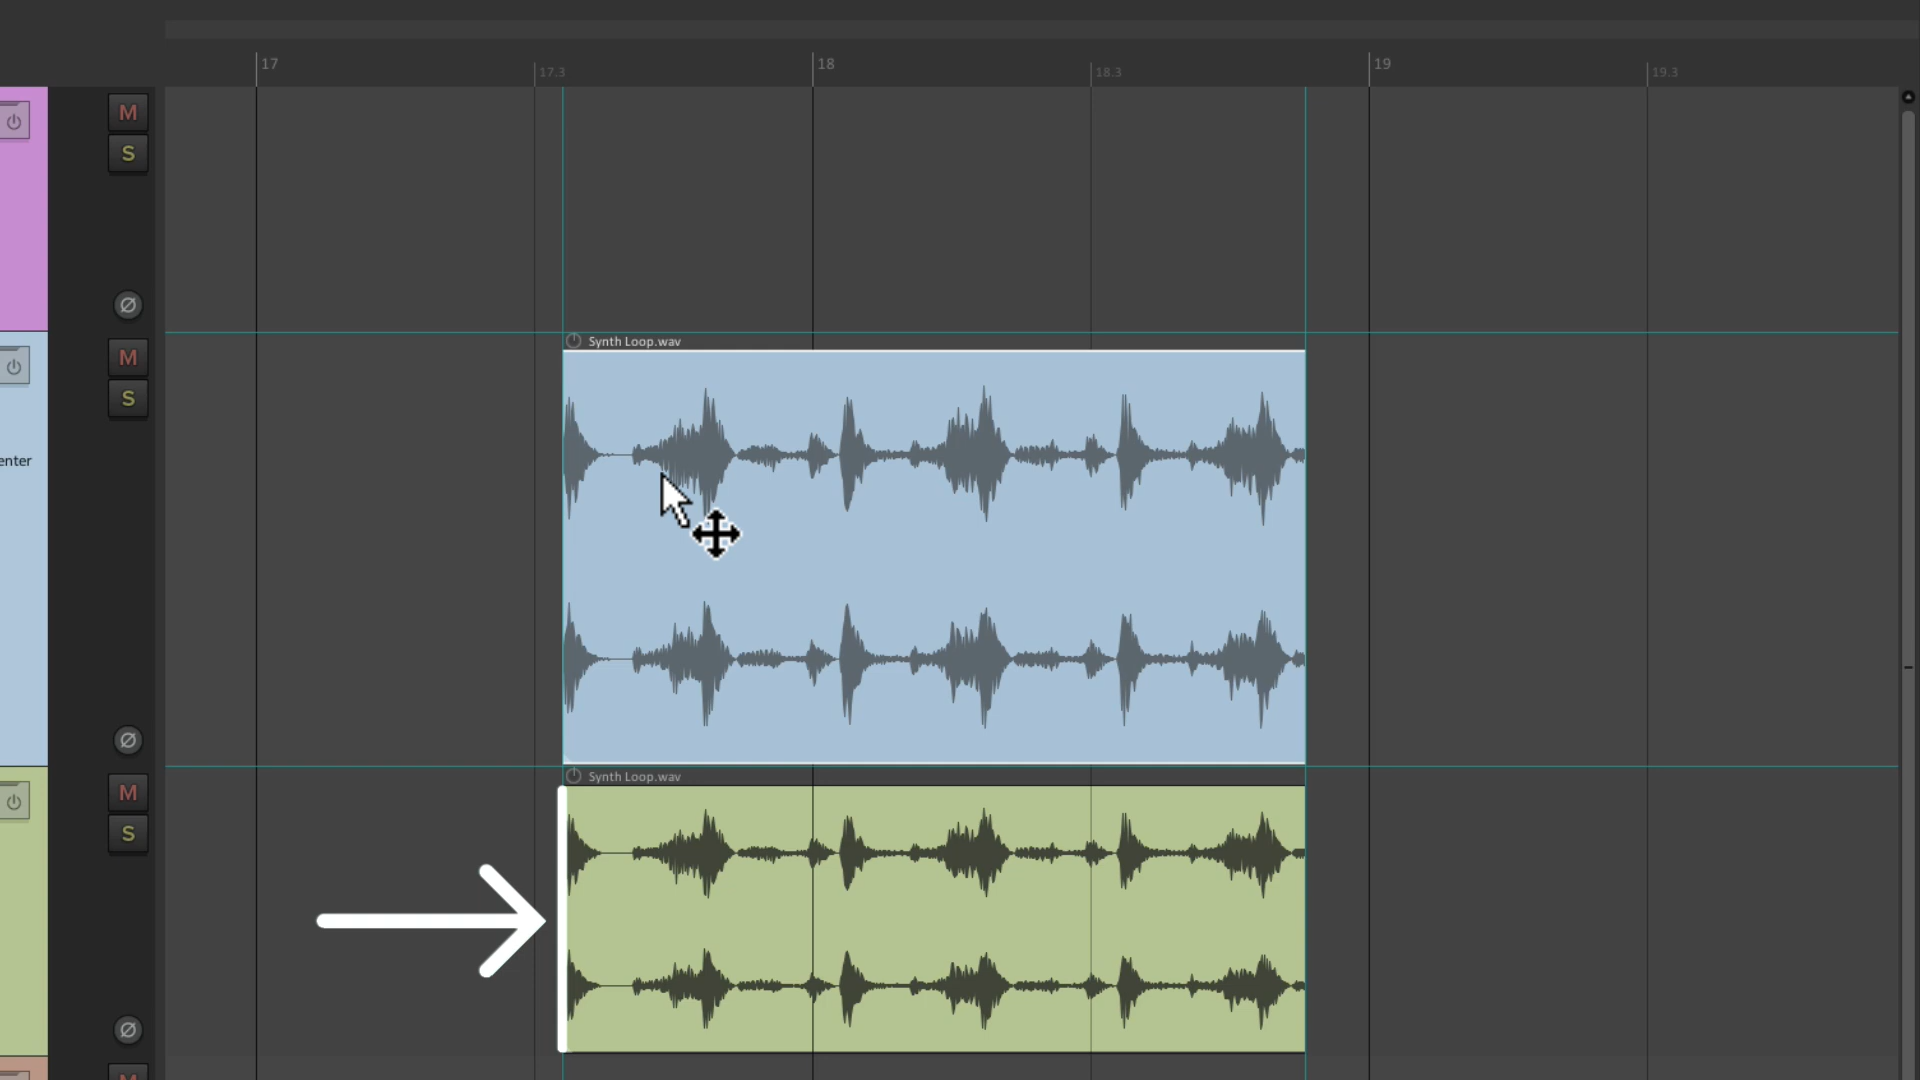 17
17.3
18
18.3
19
19.3
M
S
Ø
Synth Loop.wav
M
S
enter
Ø
Synth Loop.wav
M
S
Ø
M